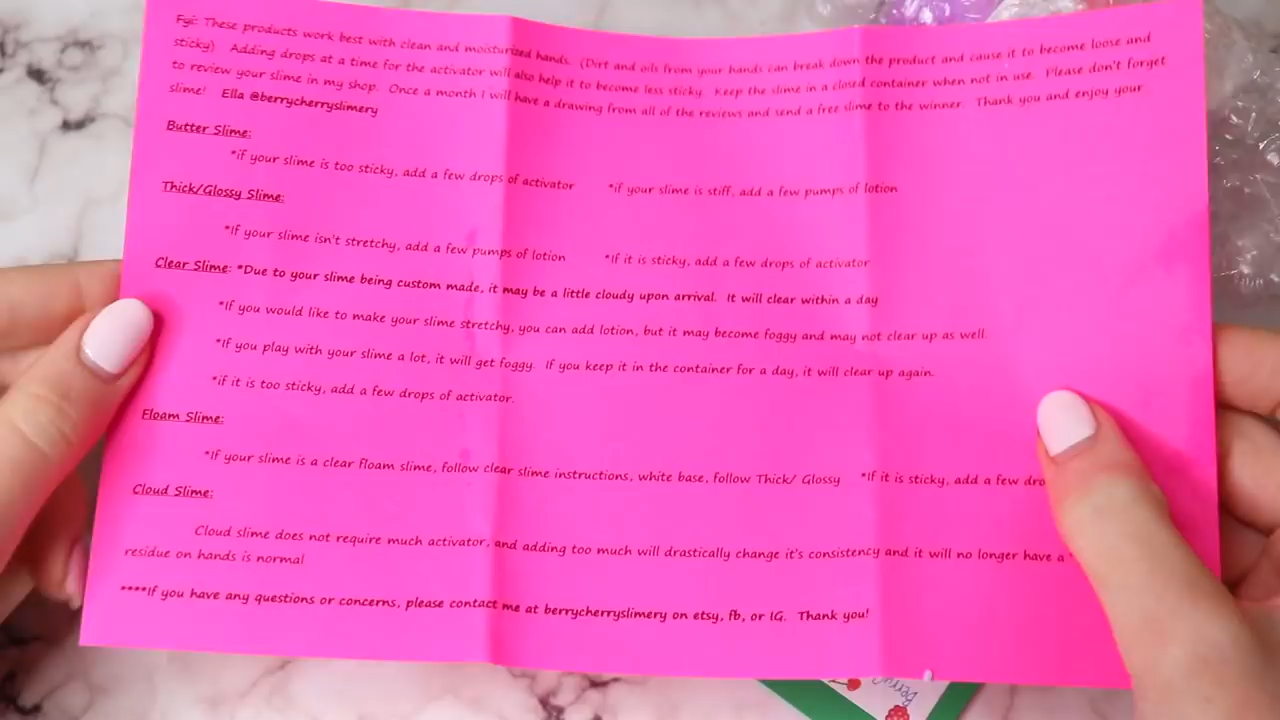 Fyi: These products work best with clean and moisturized hands. (Dirt and oils from your hands can break down the product and cause it to become loose and
sticky) Adding drops at a time for the activator will also help it to become less sticky. Keep the slime in a closed container when not in use. Please don't forget
to review your slime in my shop. Once a month I will have a drawing from all of the reviews and send a free slime to the winner. Thank you and enjoy your
slime! Ella @berrycherryslimery
Butter Slime:
*if your slime is too sticky, add a few drops of activator *if your slime is stiff, add a few pumps of lotion
Thick/Glossy Slime:
*If your slime isn't stretchy, add a few pumps of lotion *If it is sticky, add a few drops of activator
Clear Slime: *Due to your slime being custom made, it may be a little cloudy upon arrival. It will clear within a day
*If you would like to make your slime stretchy, you can add lotion, but it may become foggy and may not clear up as well
*If you play with your slime a lot, it will get foggy. If you keep it in the container for a day, it will clear up again.
*if it is too sticky, add a few drops of activator.
Floam Slime:
*If your slime is a clear floam slime, follow clear slime instructions, white base, follow Thick/ Glossy *If it is sticky, add a few dro
Cloud Slime:
Cloud slime does not require much activator, and adding too much will drastically change it's consistency and it will no longer have a
residue on hands is normal
****If you have any questions or concerns, please contact me at berrycherryslimery on etsy, fb, or IG. Thank you!
Berry